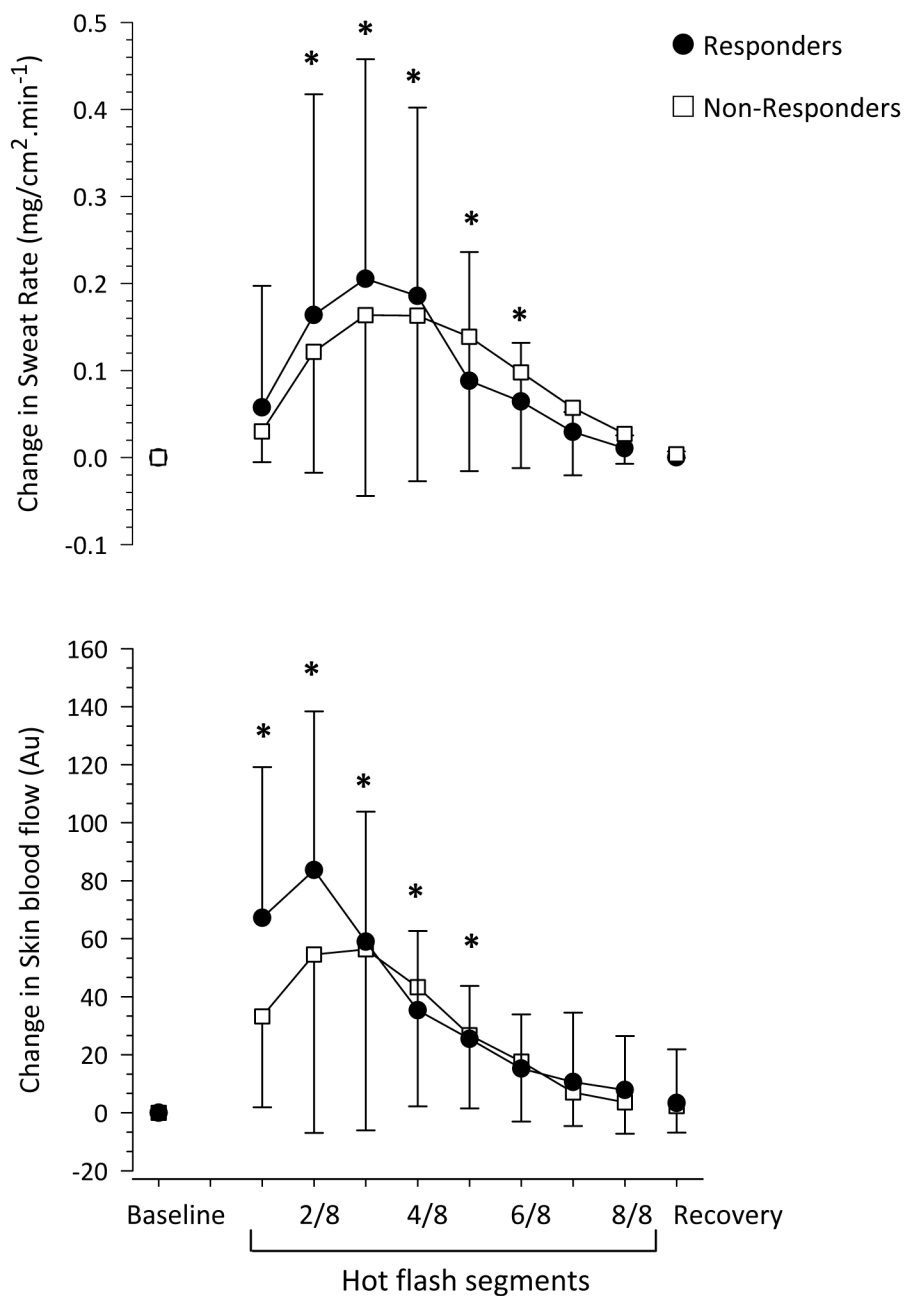 Responders
Non-Responders
Change in Sweat Rate (mg/cm².min⁻¹)
0.5
0.4
0.3
0.2
0.1
0.0
-0.1
* * * * *
Change in Skin blood flow (Au)
160
140
120
100
80
60
40
20
0
-20
* * * * *
Baseline 2/8 4/8 6/8 8/8 Recovery
Hot flash segments